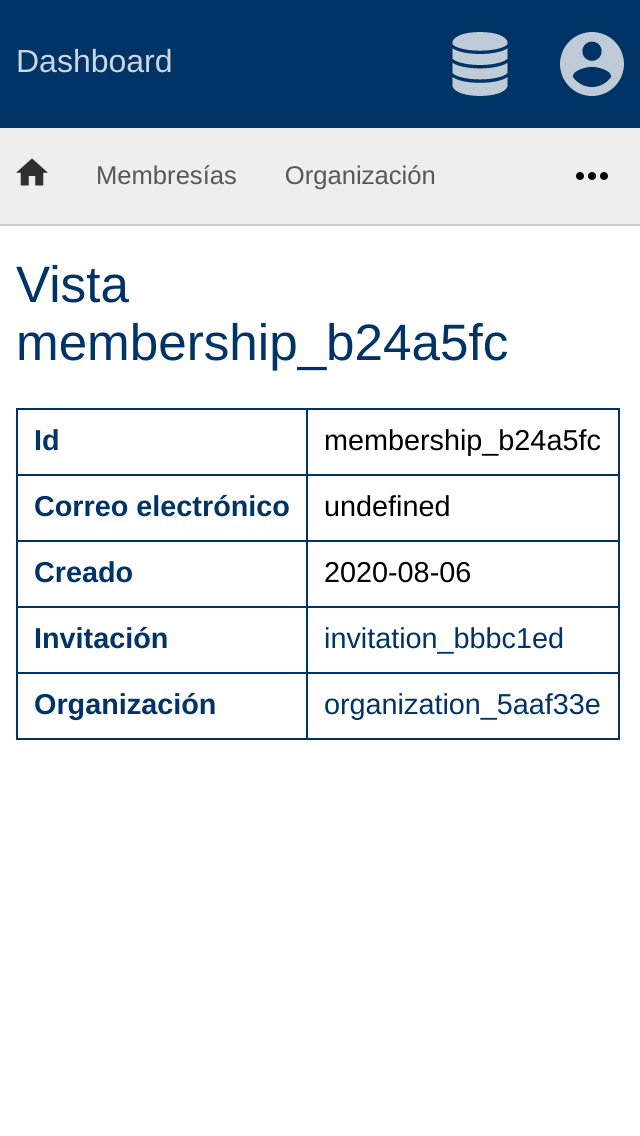 Dashboard
Membresías Organización
Vista
membership_b24a5fc
Id membership_b24a5fc
Correo electrónico undefined
Creado 2020-08-06
Invitación invitation_bbbc1ed
Organización organization_5aaf33e